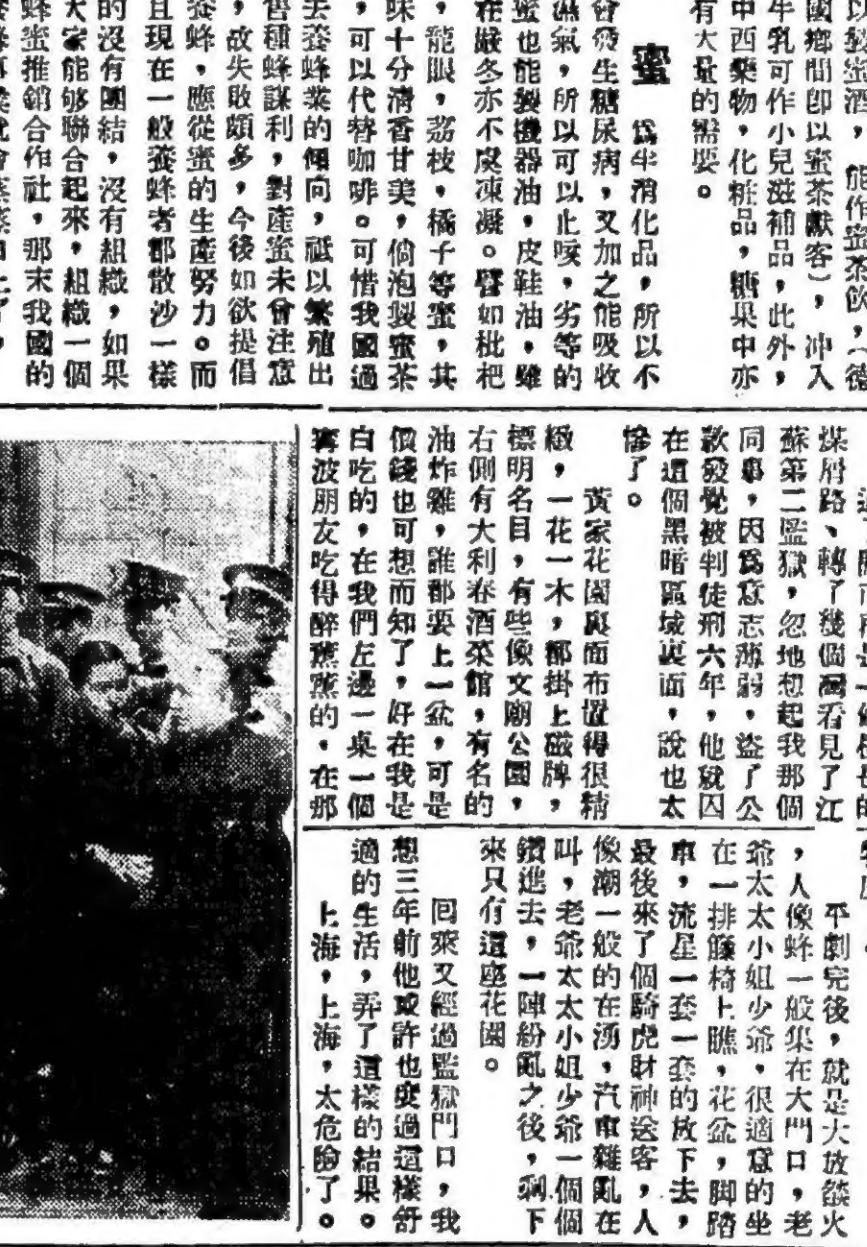 以製蜜酒，能作蜜茶飲，（德
國鄉間卽以蜜茶獻客），冲入
牛乳可作小兒滋補品，此外，
中西藥物，化粧品，糖果中亦
有大量的需要。
蜜 爲半消化品，所以不
會發生糖尿病，又加之能吸收
濕氣，所以可以止咳，劣等的
蜜也能製機器油，皮鞋油，雖
在嚴冬亦不虞凍凝。譬如枇杷
，龍眼，荔枝，橘子等蜜，其
味十分清香甘美，倘泡製蜜茶
，可以代替咖啡。可惜我國過
去養蜂業的傾向，祗以繁殖出
售種蜂謀利，對產蜜未曾注意
，故失敗頗多，今後如欲提倡
養蜂，應從蜜的生產努力。而
且現在一般養蜂者都散沙一樣
的沒有團結，沒有組織，如果
大家能够聯合起來，組織一個
蜂蜜推銷合作社，那末我國的
煤屑路、轉了幾個灣看見了江
蘇第二監獄，忽地想起我那個
同事，因爲意志薄弱，盜了公
款發覺被判徒刑六年，他就囚
在這個黑暗區域裏面，說也太
慘了。
黃家花園裏面布置得很精
緻，一花一木，都掛上磁牌，
標明名目，有些像文廟公園，
右側有大利春酒菜館，有名的
油炸雞，誰都要上一盆，可是
價錢也可想而知了，好在我是
白吃的，在我們左邊一桌一個
寗波朋友吃得醉薰薰的，在那
平劇完後，就是大放燄火
，人像蜂一般集在大門口，老
爺太太小姐少爺，很適意的坐
在一排籐椅上瞧，花盆，脚踏
車，流星一套一套的放下去，
最後來了個騎虎財神送客，人
像潮一般的在湧，汽車雜亂在
叫，老爺太太小姐少爺一個個
鑽進去，一陣紛亂之後，剩下
來只有這座花園。
回來又經過監獄門口，我
想三年前他或許也度過這樣舒
適的生活，弄了這樣的結果。
上海，上海，太危險了。